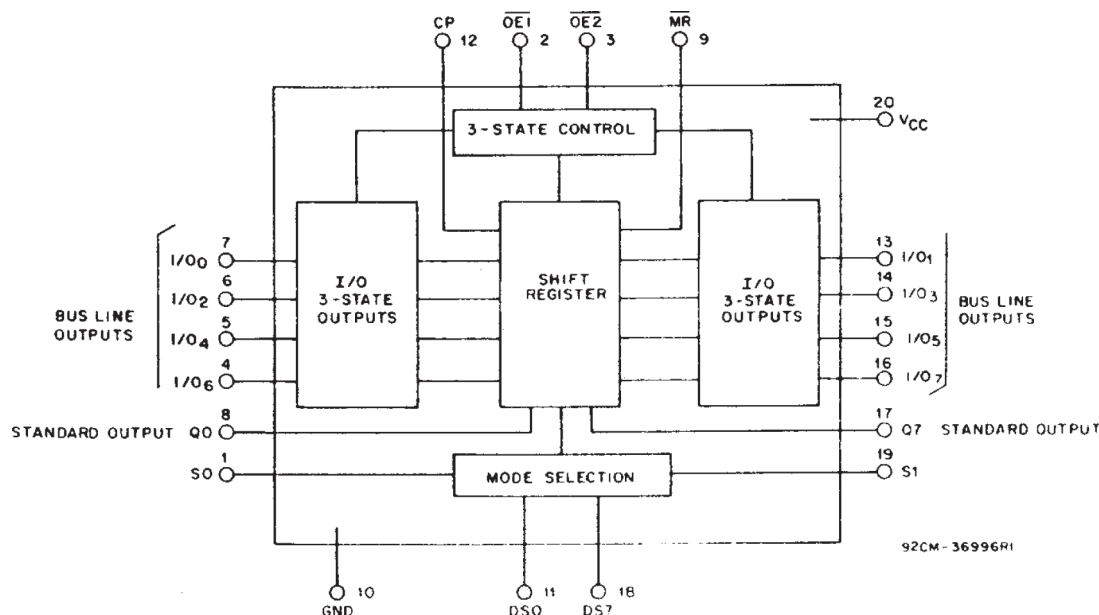 CP OE1 OE2 MR
12 2 3 9
20
VCC
3-STATE CONTROL
7
I/O0
6
I/O2
BUS LINE
OUTPUTS
5
I/O4
4
I/O6
I/O
3-STATE
OUTPUTS
SHIFT
REGISTER
I/O
3-STATE
OUTPUTS
13
I/O1
14
I/O3
BUS LINE
OUTPUTS
15
I/O5
16
I/O7
8
STANDARD OUTPUT Q0
17
Q7 STANDARD OUTPUT
1
S0
MODE SELECTION
19
S1
92CM-36996R1
10
GND
11
DS0
18
DS7